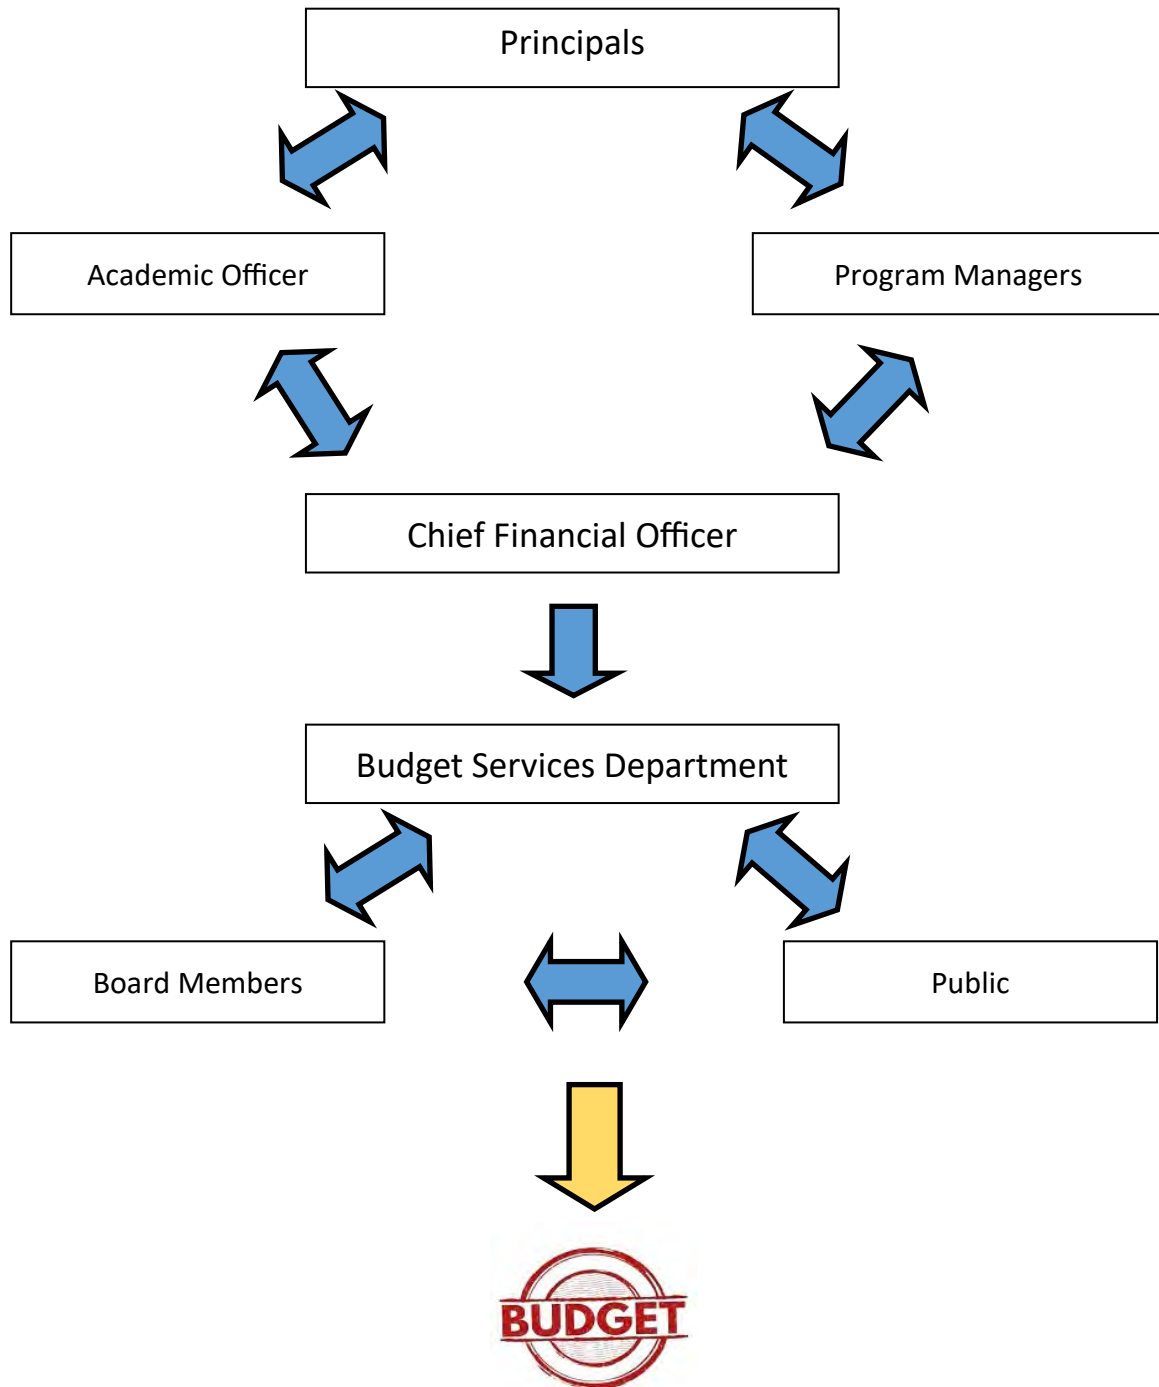 Principals
Academic Officer
Program Managers
Chief Financial Officer
Budget Services Department
Board Members
Public
BUDGET